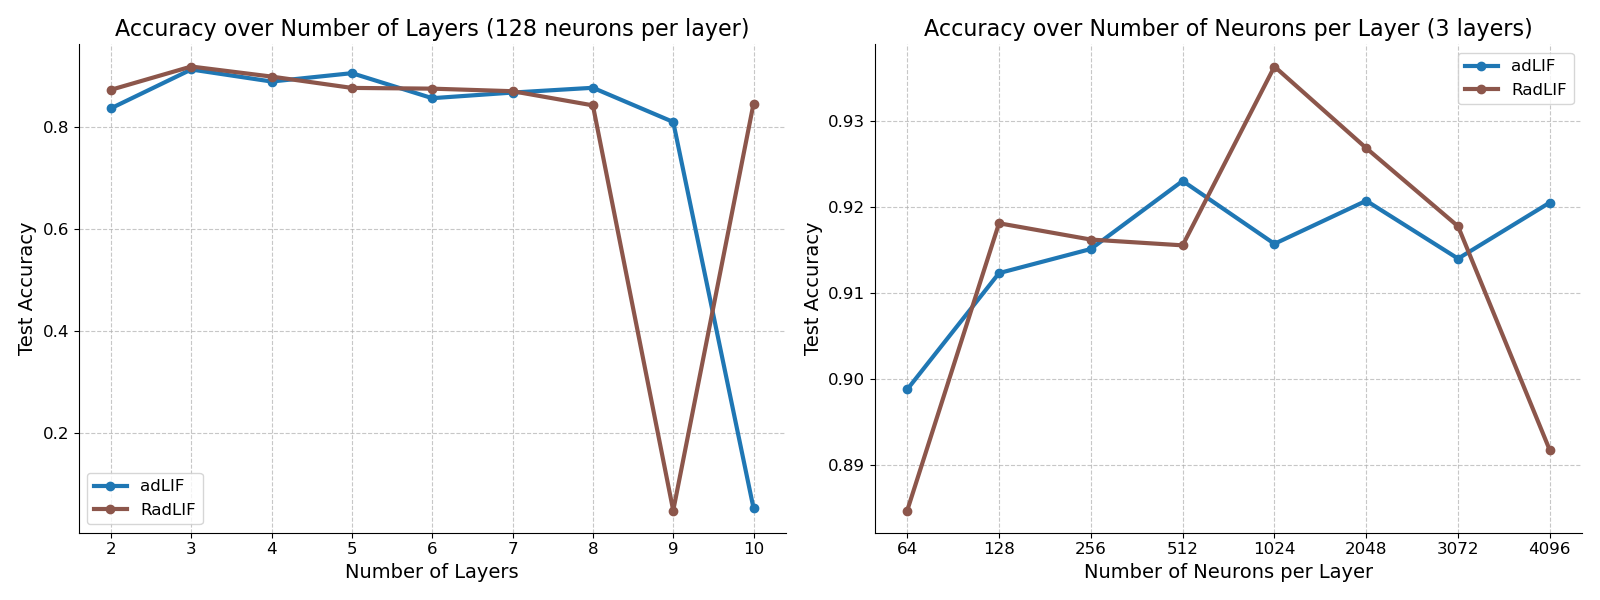 Accuracy over Number of Layers (128 neurons per layer)
Test Accuracy
0.8
0.6
0.4
0.2
adLIF
RadLIF
2 3 4 5 6 7 8 9 10
Number of Layers
Accuracy over Number of Neurons per Layer (3 layers)
Test Accuracy
adLIF
RadLIF
0.93
0.92
0.91
0.90
0.89
64 128 256 512 1024 2048 3072 4096
Number of Neurons per Layer